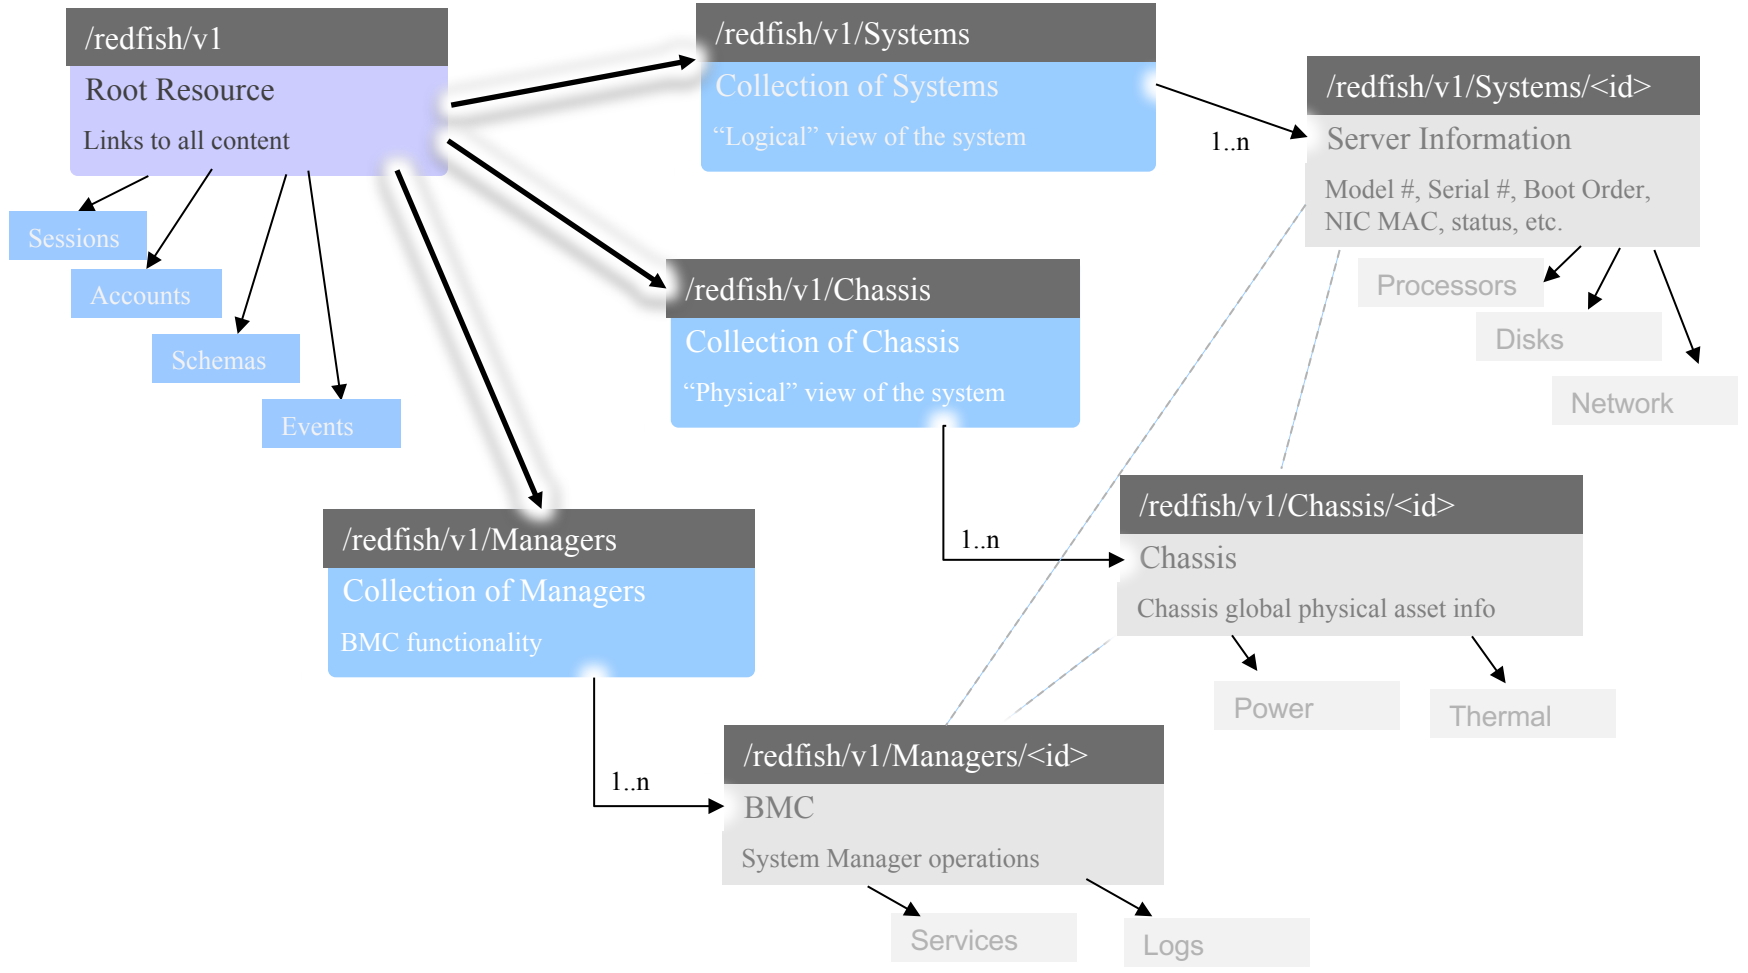 /redfish/v1
Root Resource
Links to all content
Sessions
Accounts
Schemas
Events
/redfish/v1/Systems
Collection of Systems
“Logical” view of the system
1..n
/redfish/v1/Systems/<id>
Server Information
Model #, Serial #, Boot Order,
NIC MAC, status, etc.
Processors
Disks
Network
/redfish/v1/Chassis
Collection of Chassis
“Physical” view of the system
1..n
/redfish/v1/Chassis/<id>
Chassis
Chassis global physical asset info
Power
Thermal
/redfish/v1/Managers
Collection of Managers
BMC functionality
1..n
/redfish/v1/Managers/<id>
BMC
System Manager operations
Services
Logs